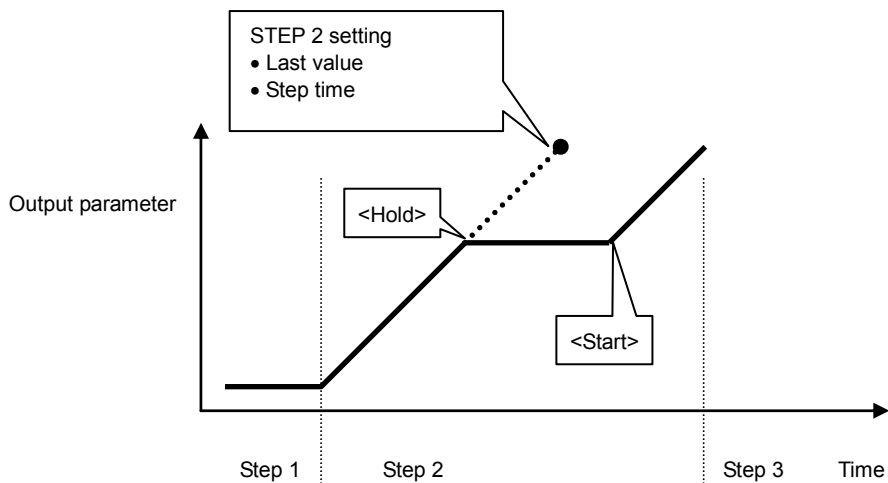 STEP 2 setting
• Last value
• Step time
Output parameter
<Hold>
<Start>
Step 1
Step 2
Step 3
Time